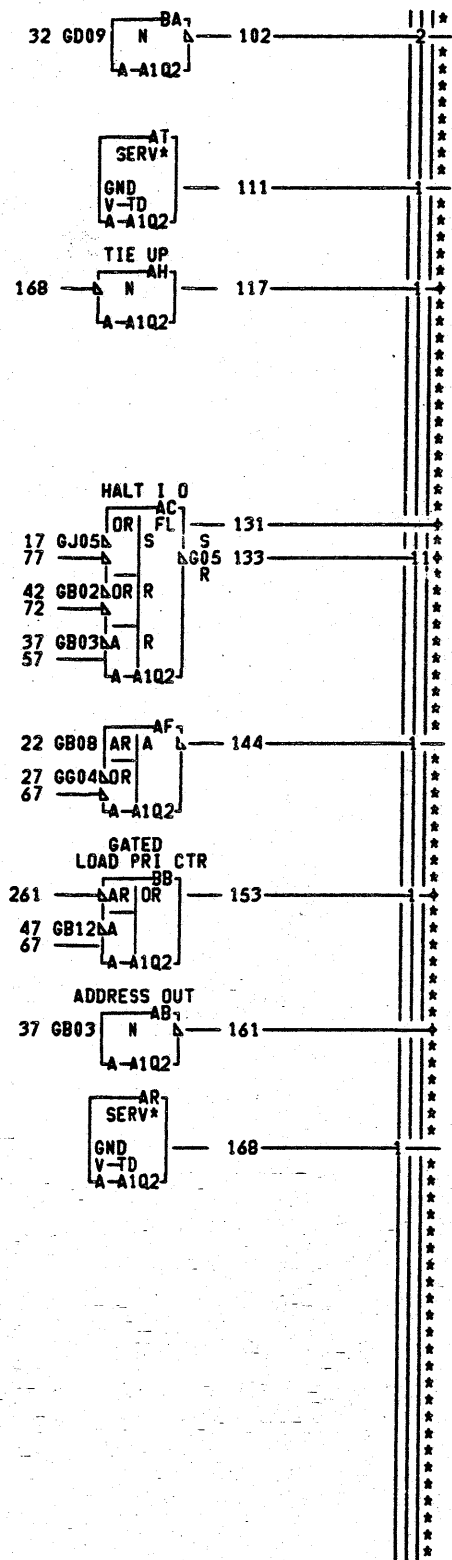 BA
32 GD09 N 102 2
A-A1Q2
AT
SERV*
GND 111 1
V-TD
A-A1Q2
TIE UP
AH
168 N 117 1
A-A1Q2
HALT I O
AC
OR FL 131
17 GJ05 S S
77 G05 133 11
R
42 GB02 OR R
72
37 GB03 A R
57
A-A1Q2
AF
22 GB08 AR A 144 1
27 GG04 OR
67
A-A1Q2
GATED
LOAD PRI CTR
BB
261 AR OR 153 1
47 GB12 A
67
A-A1Q2
ADDRESS OUT
AB
37 GB03 N 161
A-A1Q2
AR
SERV*
GND 168 1
V-TD
A-A1Q2